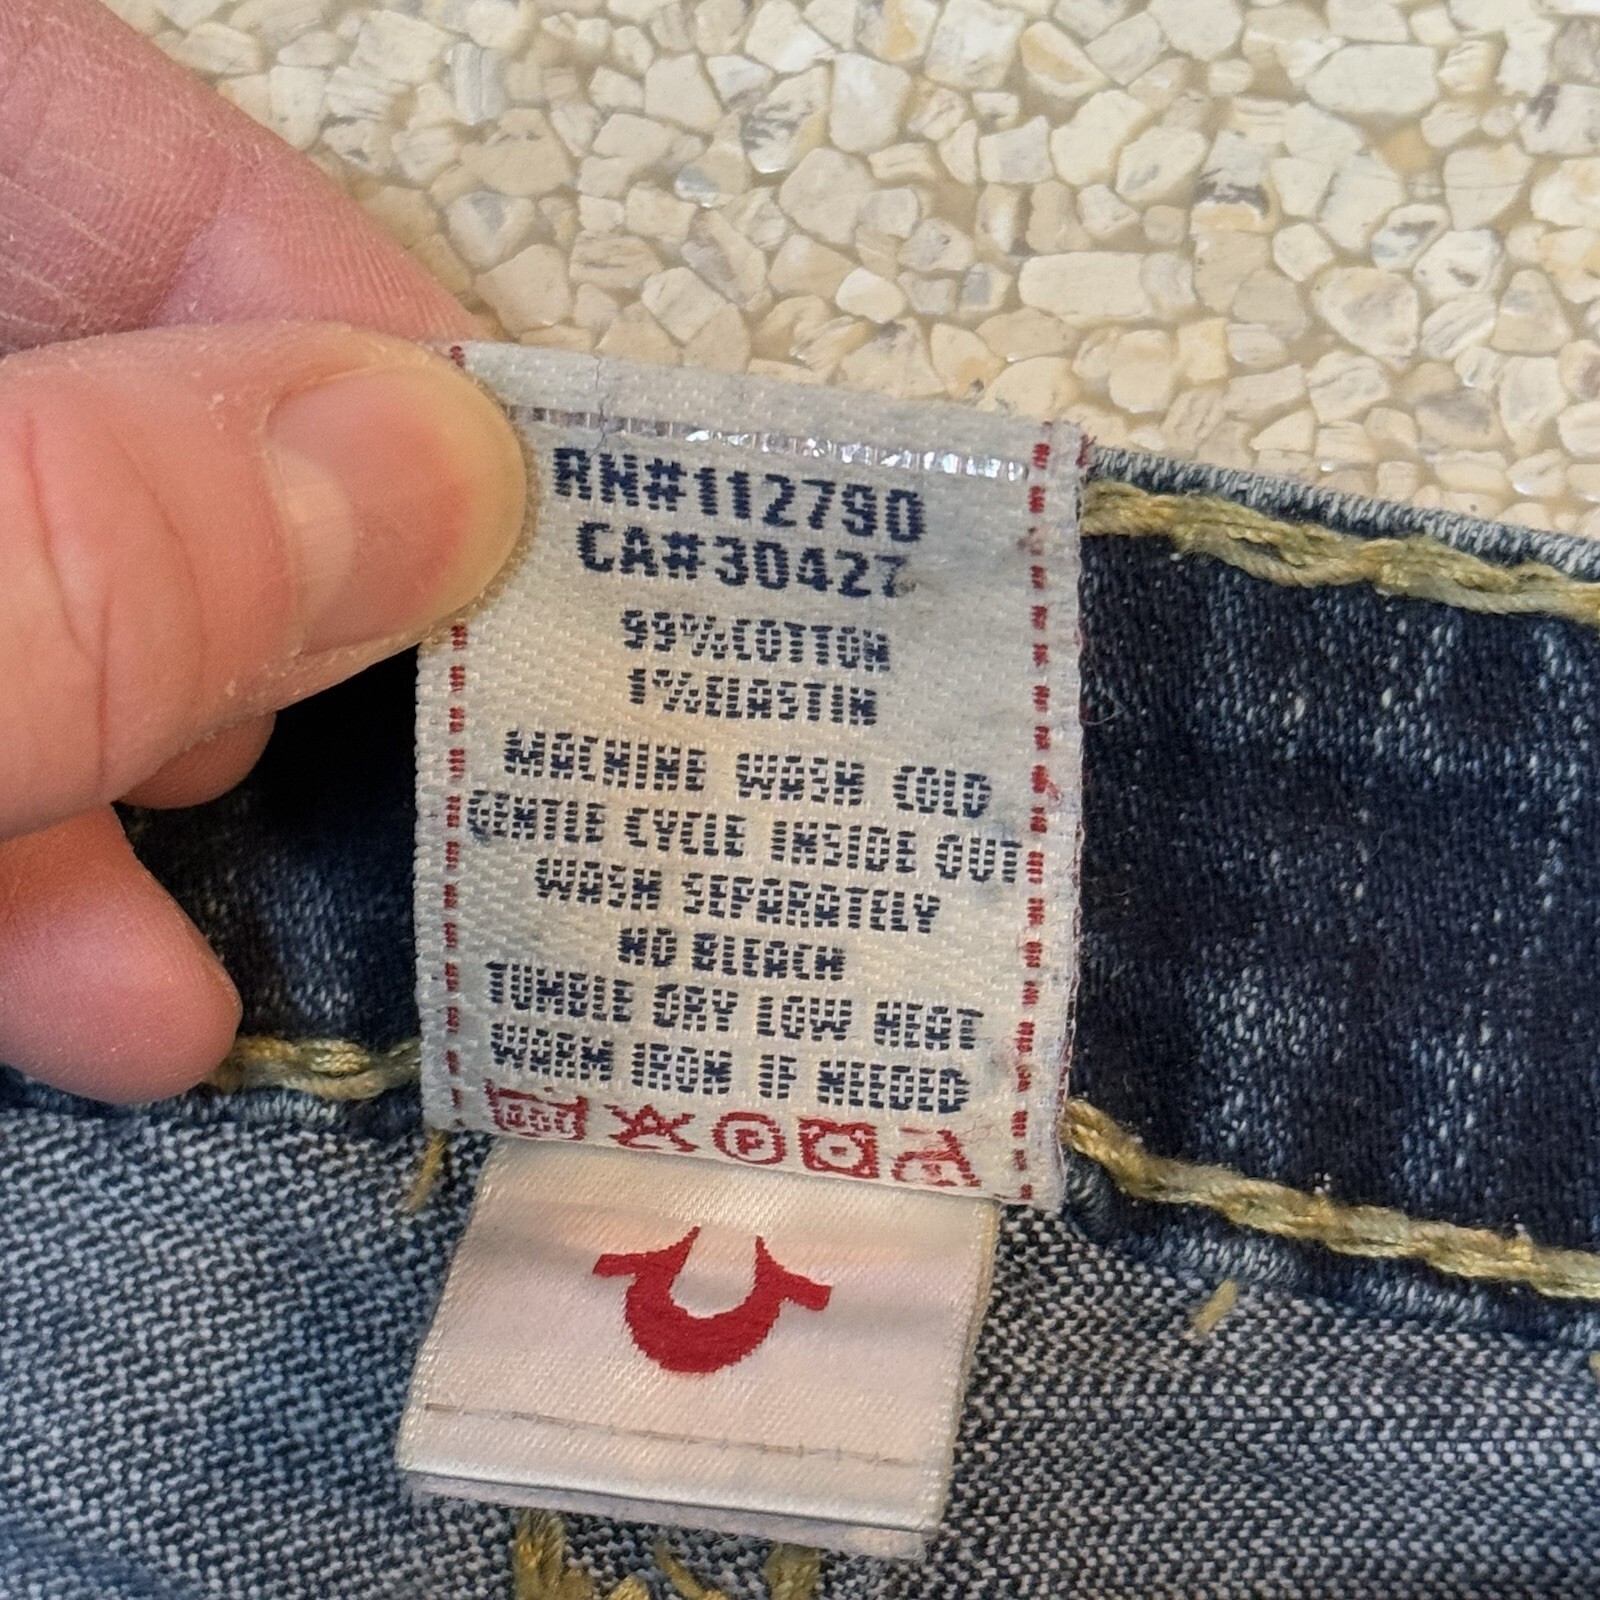 RN#112790
CA#30427
99%COTTON
1%ELASTIN
MACHINE WASH COLD
GENTLE CYCLE INSIDE OUT
WASH SEPARATELY
NO BLEACH
TUMBLE DRY LOW HEAT
WARM IRON IF NEEDED
P